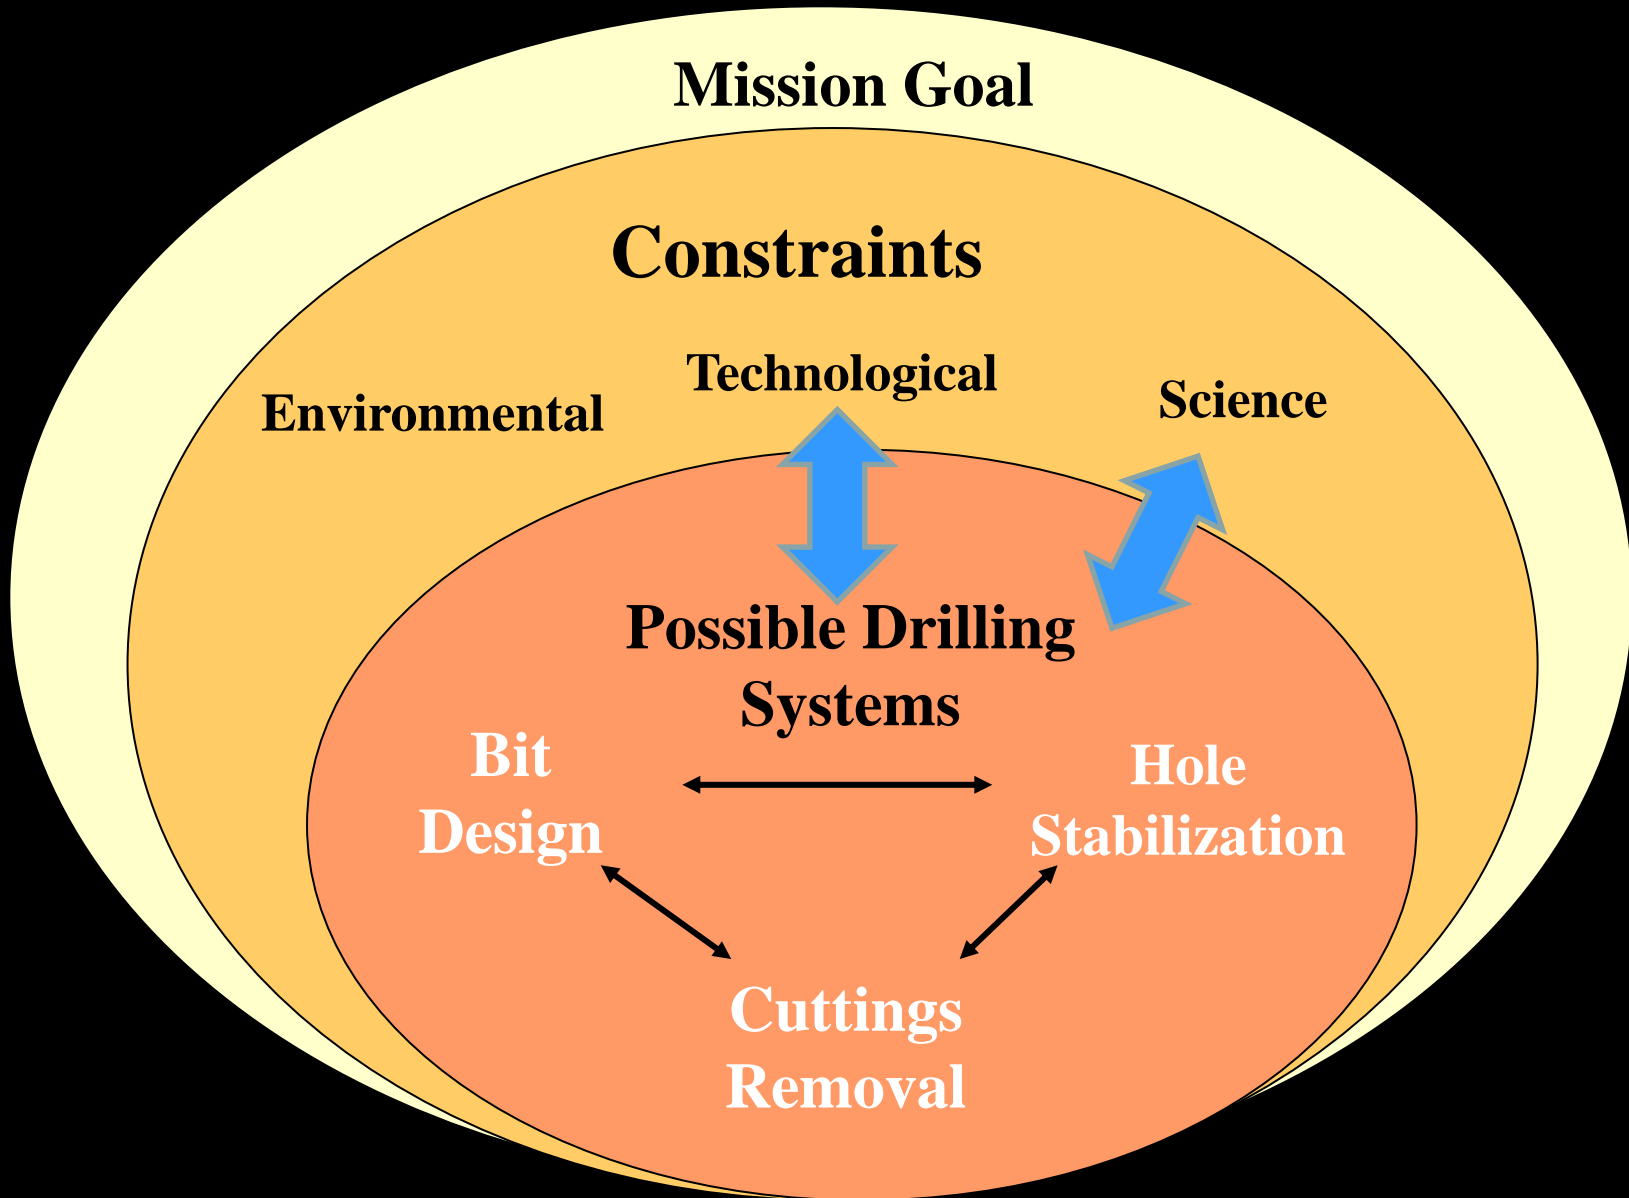 Mission Goal
Constraints
Technological
Environmental
Science
Possible Drilling
Systems
Bit
Design
Hole
Stabilization
Cuttings
Removal